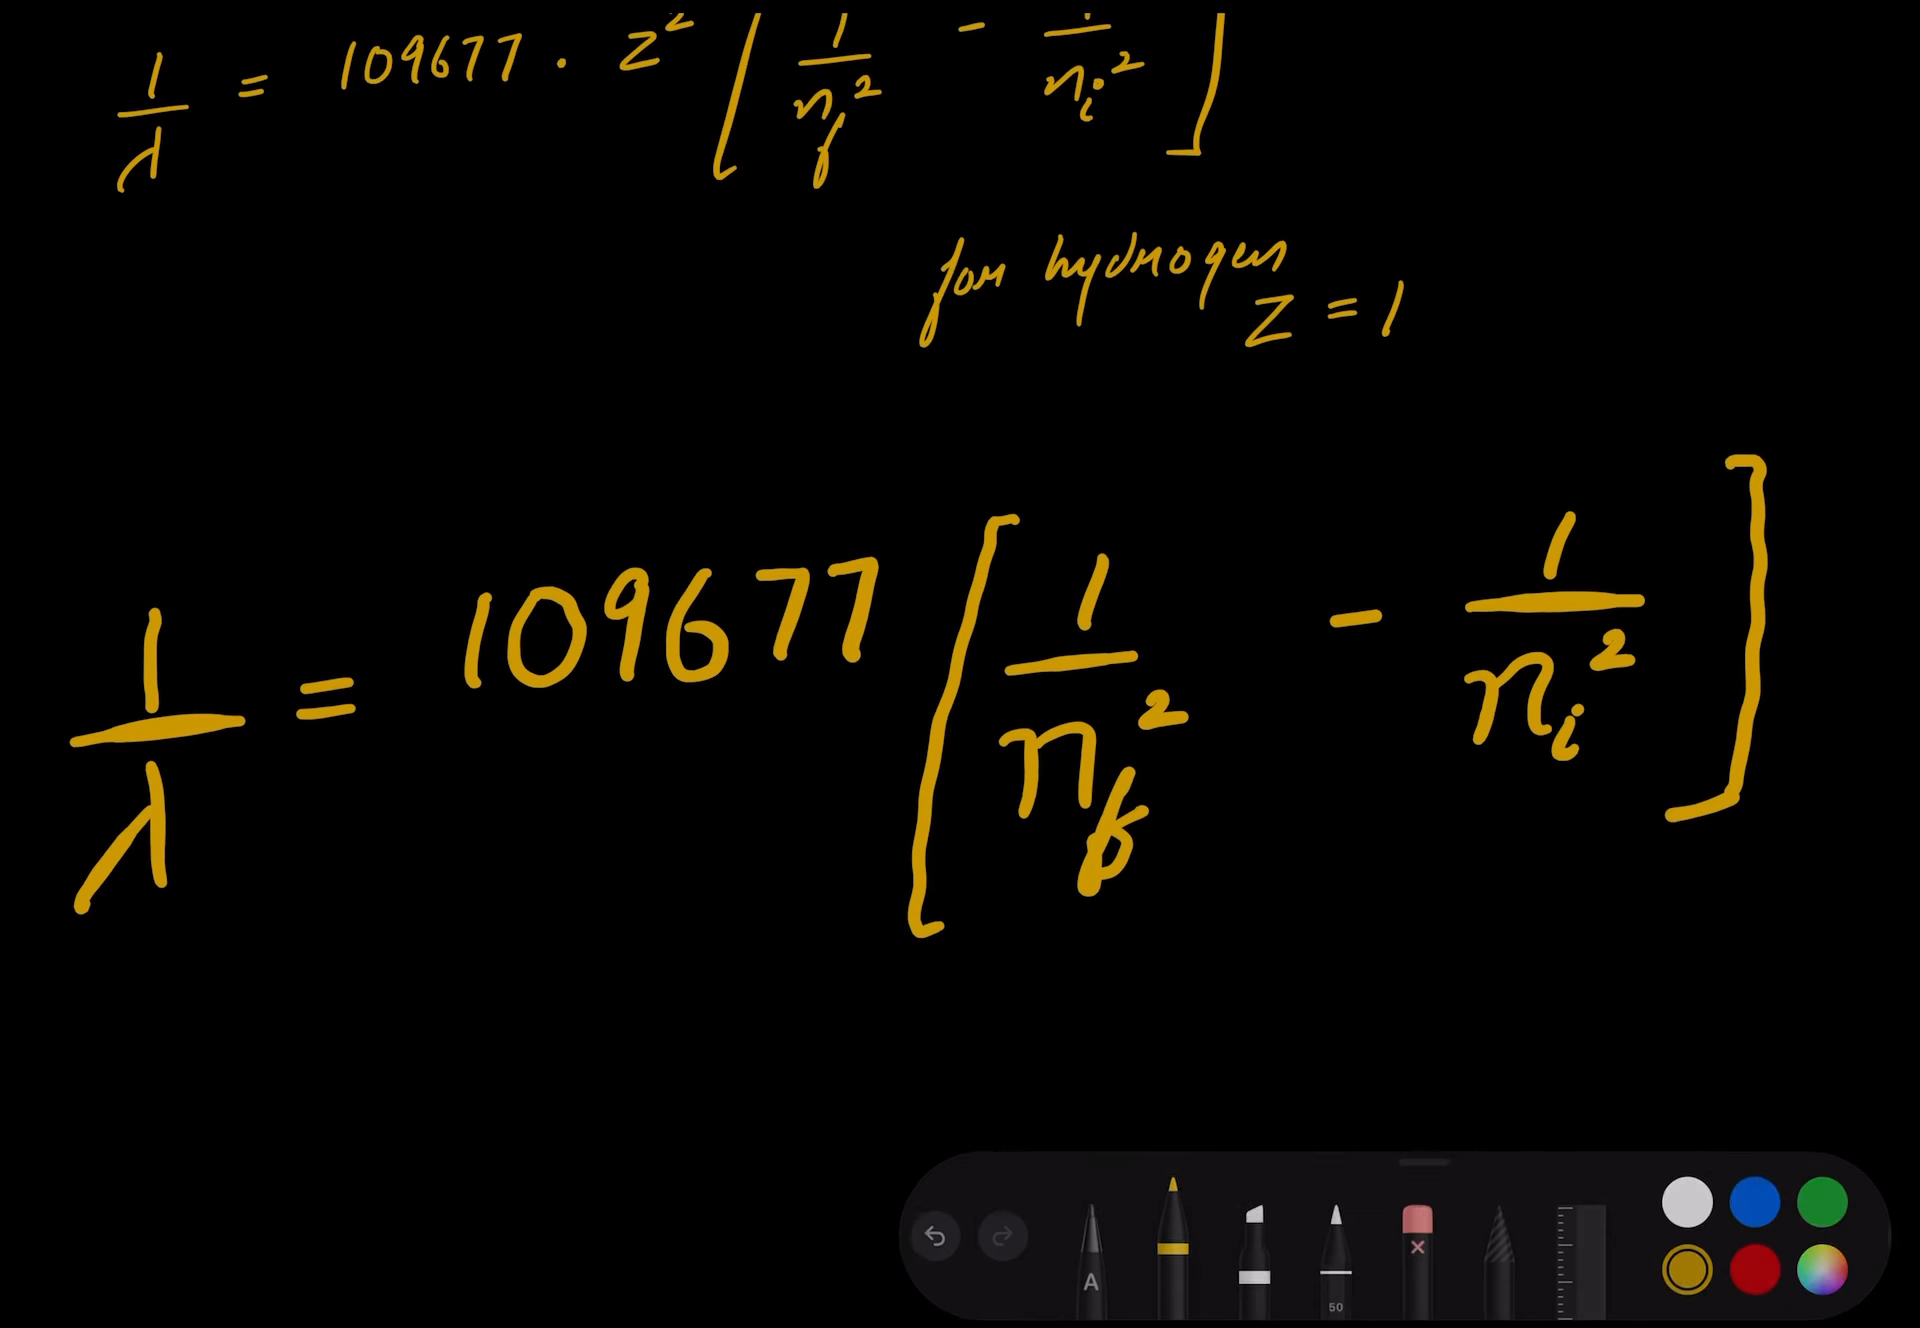 1/λ = 109677 . Z² [1/n_f² - 1/n_i²]
for hydrogen
Z = 1
1/λ = 109677 [1/n_f² - 1/n_i²]
A
50